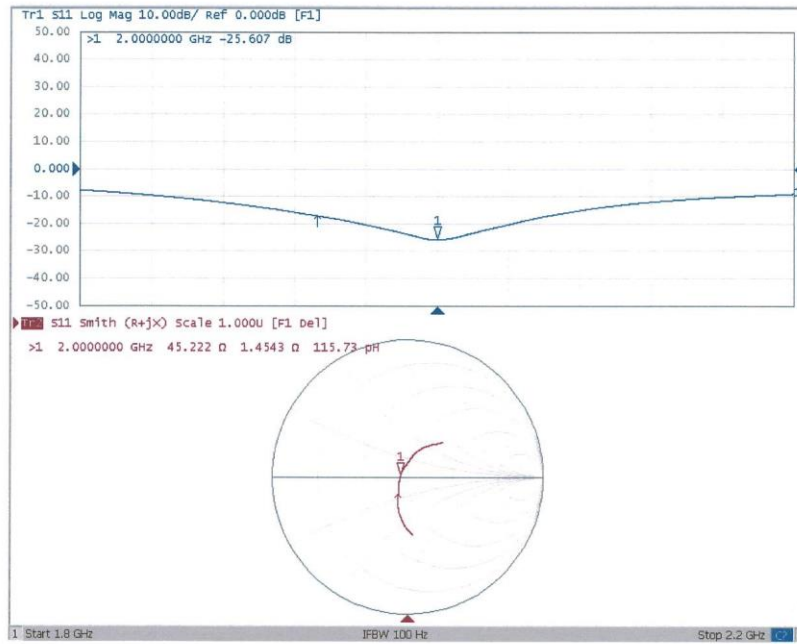 Tr1 S11 Log Mag 10.00dB/ Ref 0.000dB [F1]
50.00
>1 2.0000000 GHz -25.607 dB
40.00
30.00
20.00
10.00
0.000
-10.00
-20.00
1
-30.00
-40.00
-50.00
Tr2 S11 Smith (R+jX) Scale 1.000U [F1 Del]
>1 2.0000000 GHz 45.222 Ω 1.4543 Ω 115.73 pH
1
1 Start 1.8 GHz IFBW 100 Hz Stop 2.2 GHz